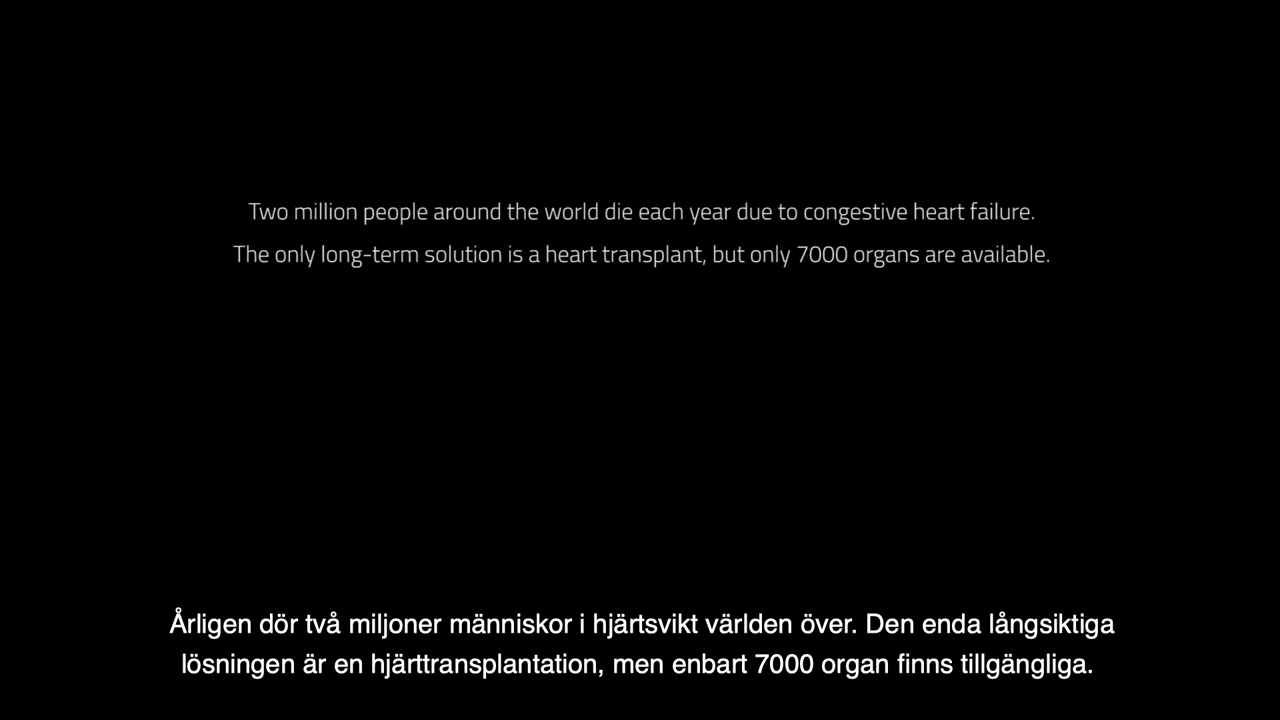 Two million people around the world die each year due to congestive heart failure.
The only long-term solution is a heart transplant, but only 7000 organs are available.
Årligen dör två miljoner människor i hjärtsvikt världen över. Den enda långsiktiga
lösningen är en hjärttransplantation, men enbart 7000 organ finns tillgängliga.